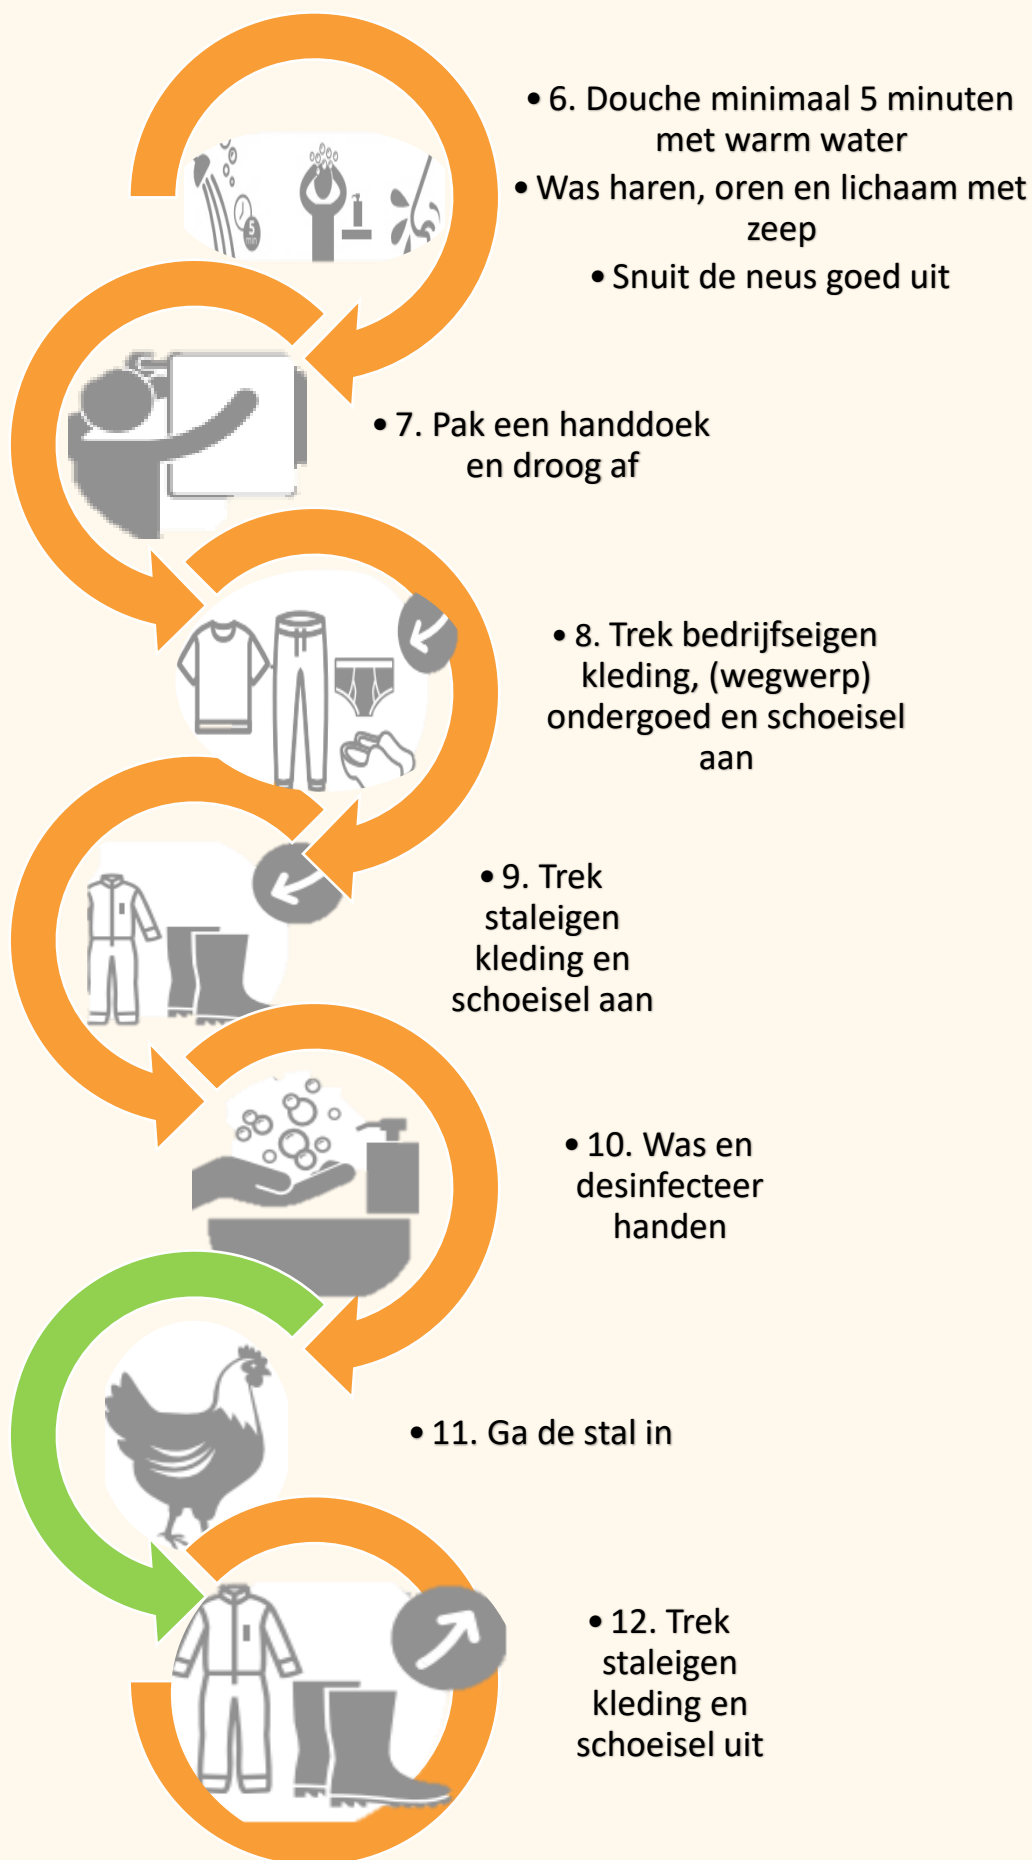 5
min
• 6. Douche minimaal 5 minuten
met warm water
• Was haren, oren en lichaam met
zeep
• Snuit de neus goed uit
• 7. Pak een handdoek
en droog af
• 8. Trek bedrijfseigen
kleding, (wegwerp)
ondergoed en schoeisel
aan
• 9. Trek
staleigen
kleding en
schoeisel aan
• 10. Was en
desinfecteer
handen
• 11. Ga de stal in
• 12. Trek
staleigen
kleding en
schoeisel uit